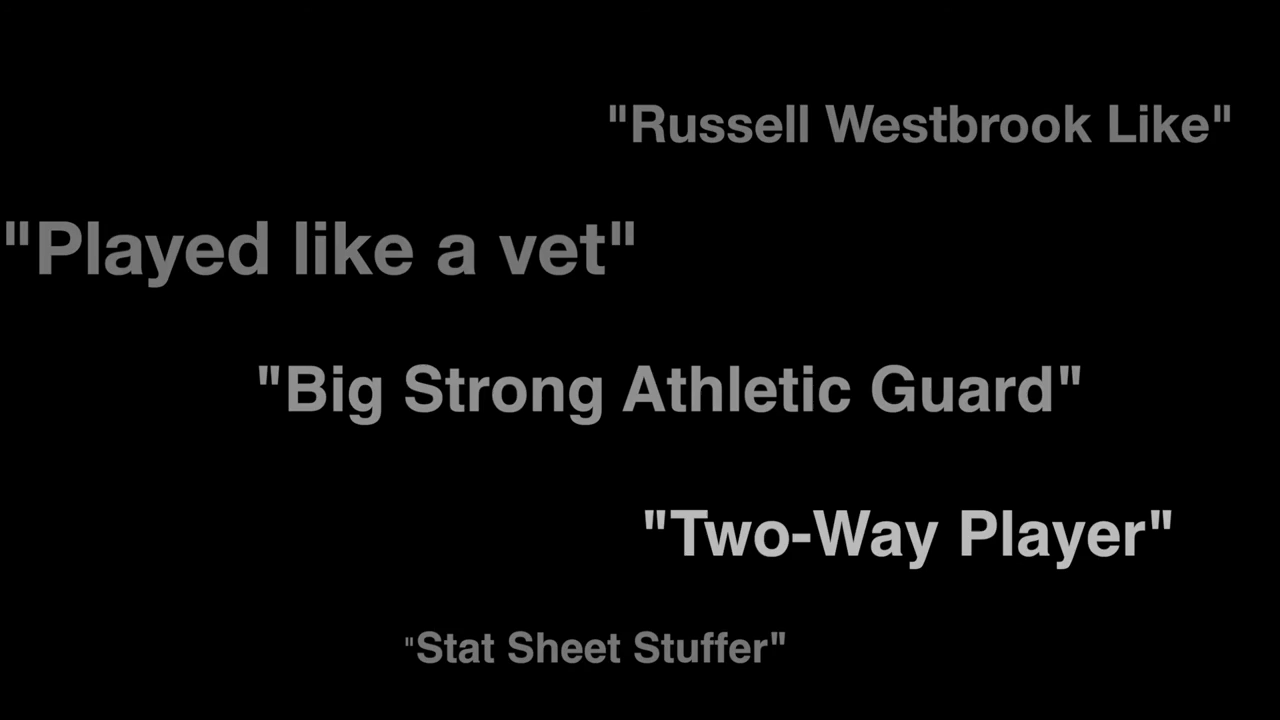 "Russell Westbrook Like"
"Played like a vet"
"Big Strong Athletic Guard"
"Two-Way Player"
"Stat Sheet Stuffer"